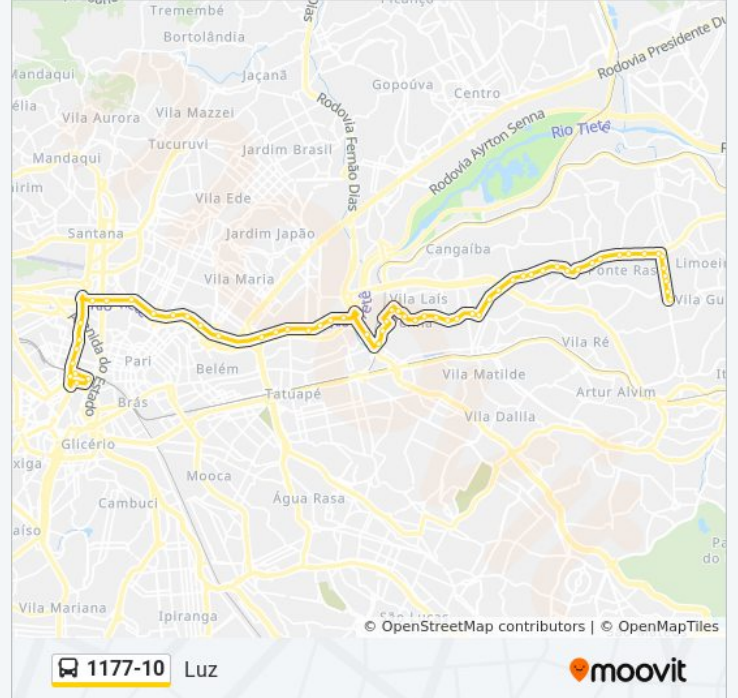 Tremembé
Bortolândia
Jaçanã
Gopoúva
Centro
Rodovia Presidente Du
Mandaqui
Vila Aurora
Vila Mazzei
Rodovia Fernão Dias
Rodovia Ayrton Senna
Rio Tietê
Tucuruvi
Jardim Brasil
Mandaqui
Vila Ede
Santana
Jardim Japão
Cangaíba
Vila Maria
Ponte Ras
Limoeir
Vila Laís
Vila Gu
Avenida do Estado
Pari
Belém
Vila Ré
Vila Matilde
Artur Alvim
Tatuapé
Brás
Vila Dalila
Glicério
Mooca
Água Rasa
Cambuci
Vila Mariana
Ipiranga
© OpenStreetMap contributors | © OpenMapTiles
1177-10 Luz
moovit